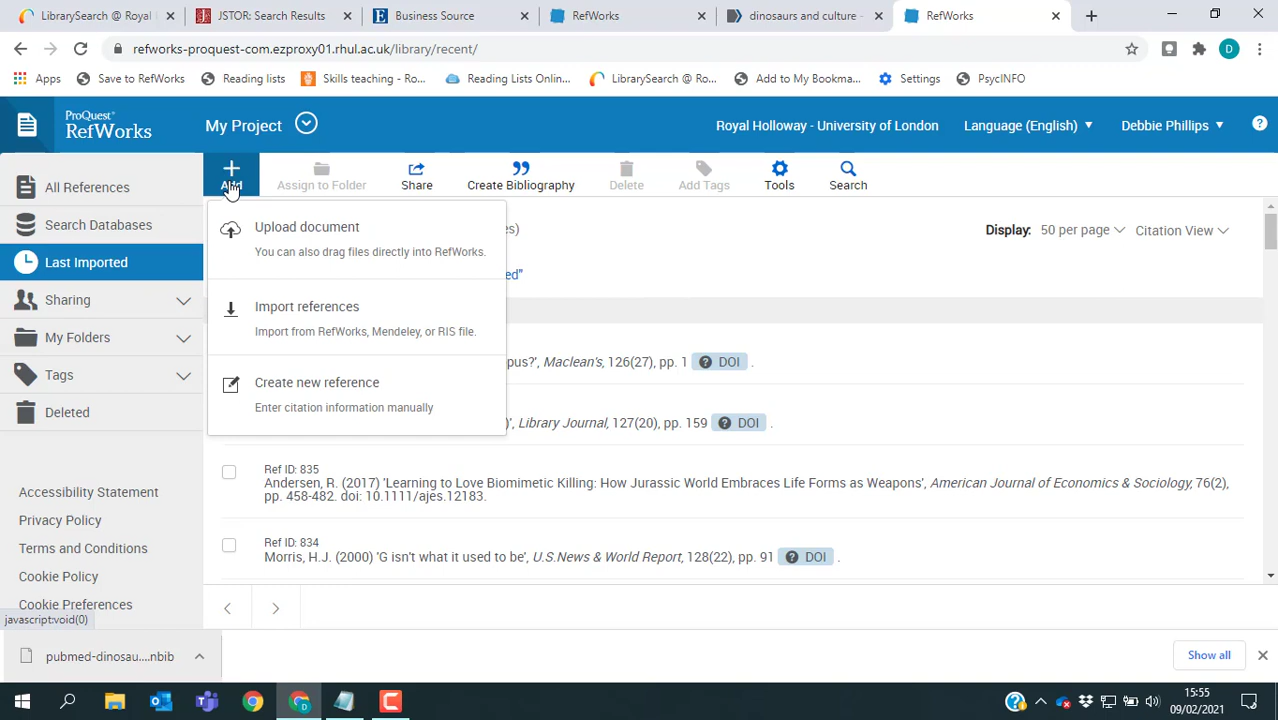 LibrarySearch @ Royal
JSTOR: Search Results
Business Source
RefWorks
dinosaurs and culture -
RefWorks
refworks-proquest-com.ezproxy01.rhul.ac.uk/library/recent/
D
Apps
Save to RefWorks
Reading lists
Skills teaching - Ro...
Reading Lists Onlin...
LibrarySearch @ Ro...
Add to My Bookma...
Settings
PsycINFO
ProQuest®
RefWorks
My Project
Royal Holloway - University of London
Language (English)
Debbie Phillips
All References
Search Databases
Last Imported
Sharing
My Folders
Tags
Deleted
Accessibility Statement
Privacy Policy
Terms and Conditions
Cookie Policy
Cookie Preferences
javascript:void(0)
Add
Assign to Folder
Share
Create Bibliography
Delete
Add Tags
Tools
Search
Upload document
You can also drag files directly into RefWorks.
Import references
Import from RefWorks, Mendeley, or RIS file.
Create new reference
Enter citation information manually
es)
Display: 50 per page Citation View
ed"
pus?', Maclean's, 126(27), pp. 1 ? DOI .
)', Library Journal, 127(20), pp. 159 ? DOI .
Ref ID: 835
Andersen, R. (2017) 'Learning to Love Biomimetic Killing: How Jurassic World Embraces Life Forms as Weapons', American Journal of Economics & Sociology, 76(2),
pp. 458-482. doi: 10.1111/ajes.12183.
Ref ID: 834
Morris, H.J. (2000) 'G isn't what it used to be', U.S.News & World Report, 128(22), pp. 91 ? DOI .
pubmed-dinosau....nbib
Show all
15:55
09/02/2021